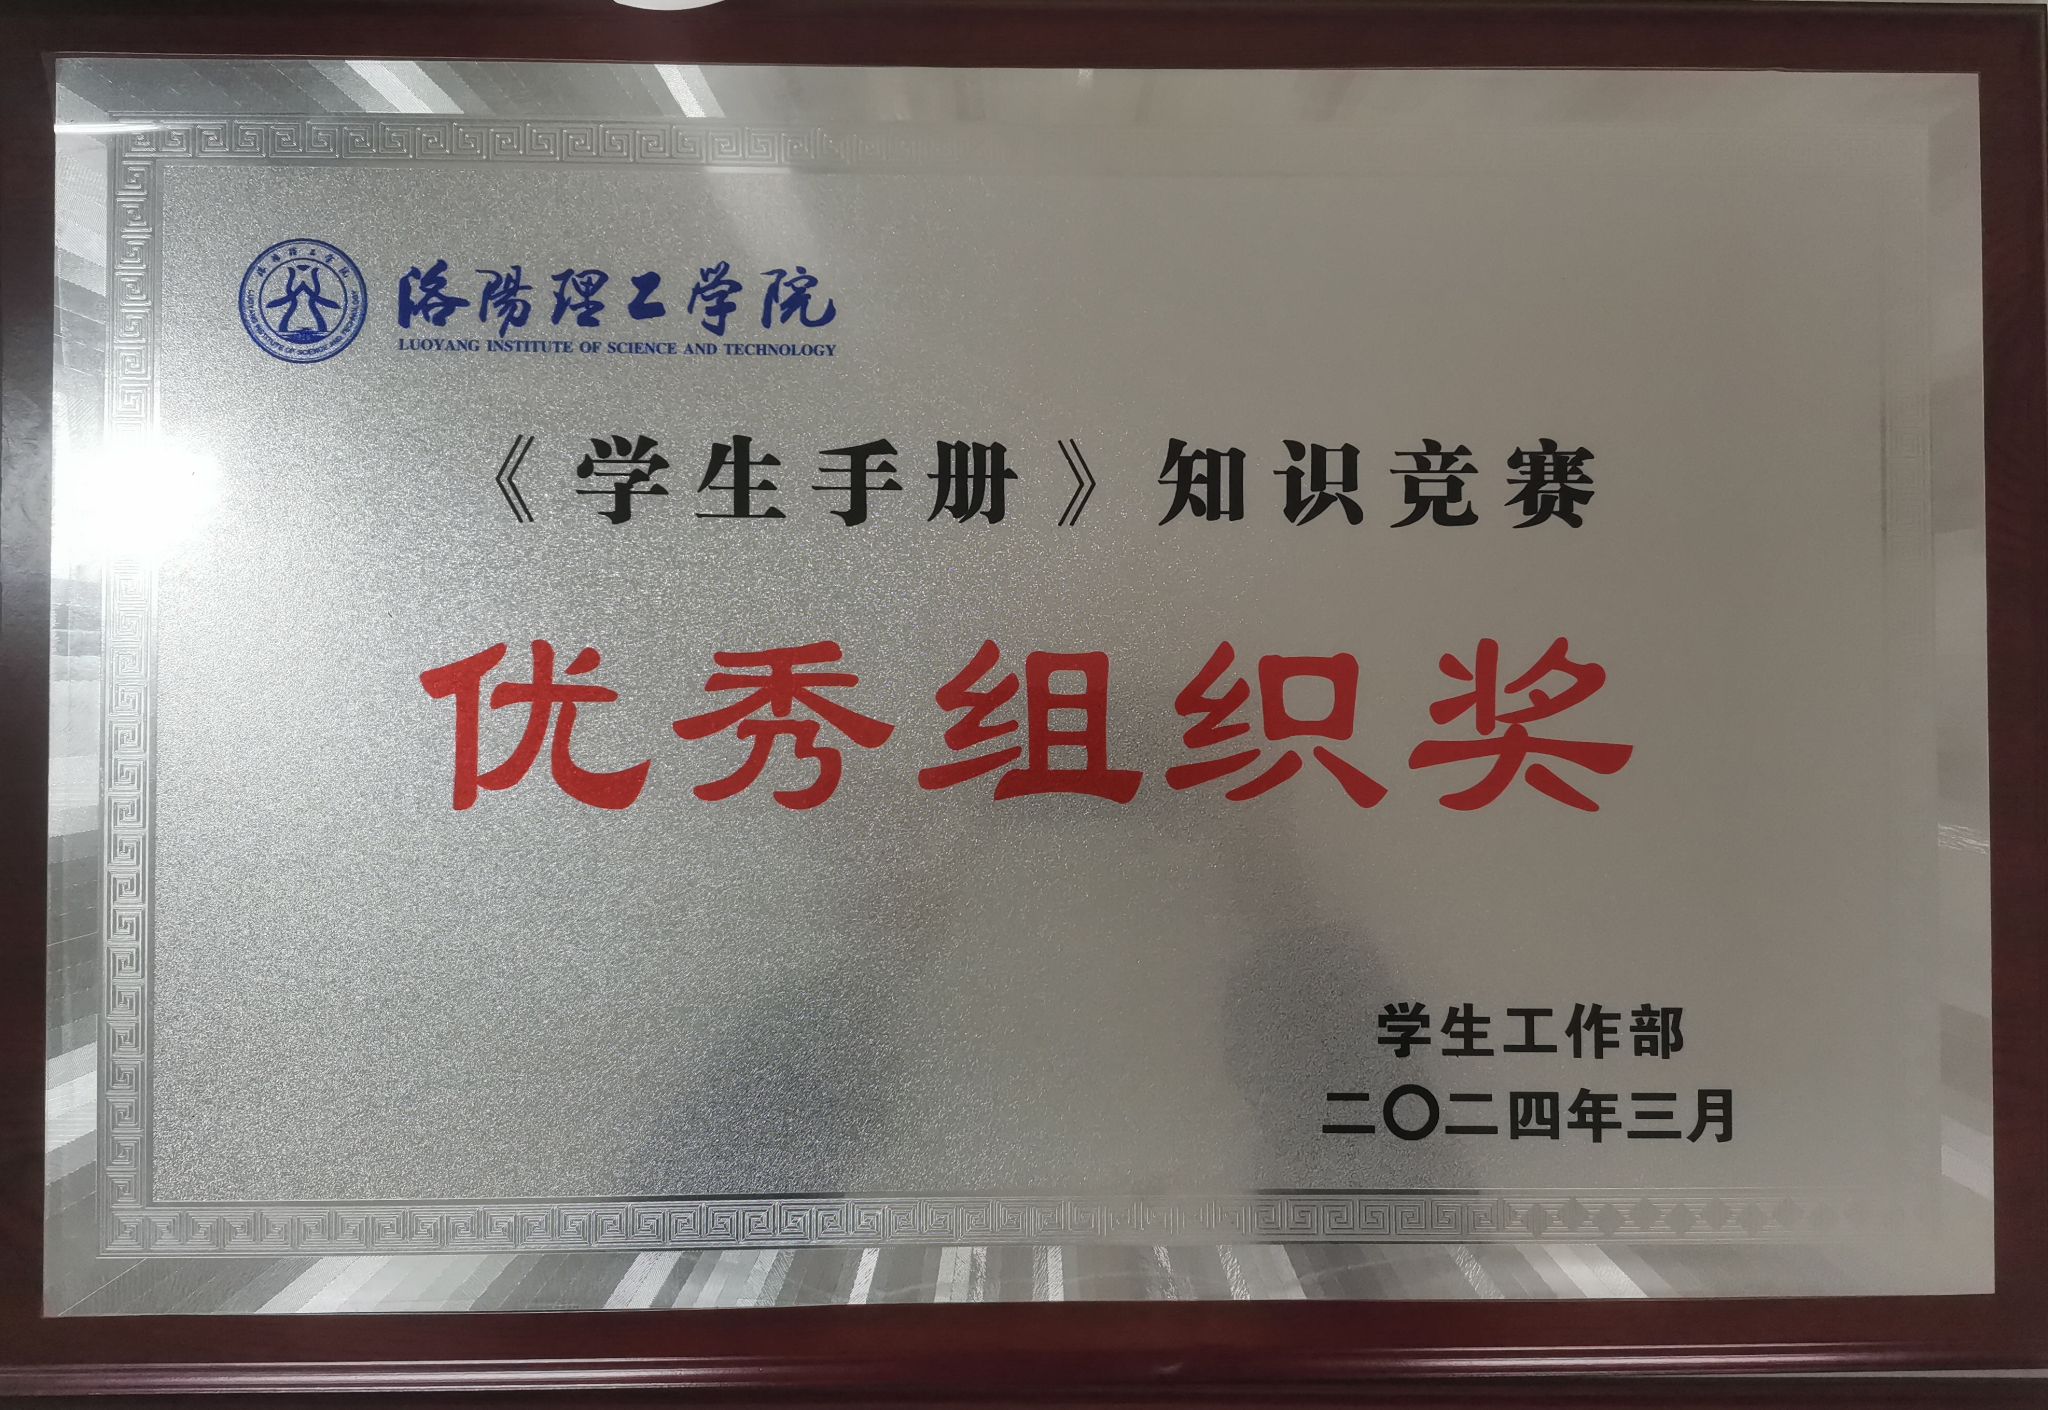 洛陽理工学院
LUOYANG INSTITUTE OF SCIENCE AND TECHNOLOGY
《学生手册》知识竞赛
优秀组织奖
学生工作部
二〇二四年三月